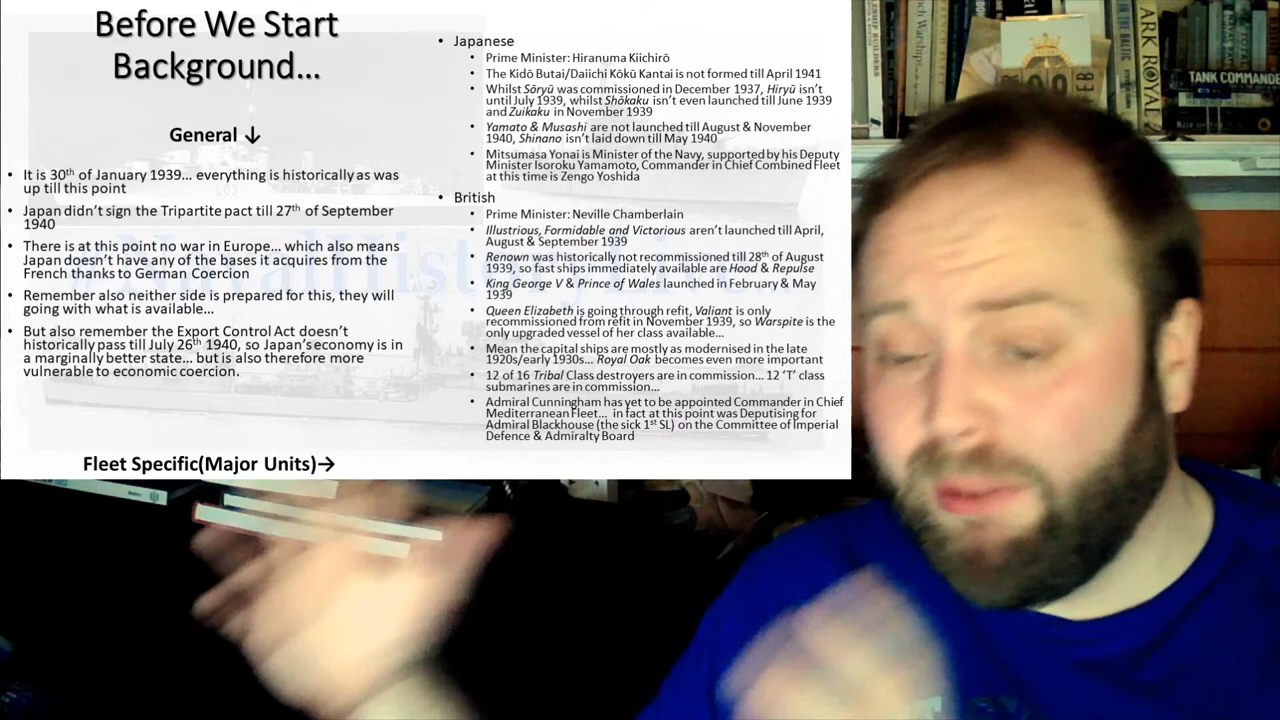 Before We Start
Background...
General ↓
• It is 30th of January 1939... everything is historically as was
up till this point
• Japan didn't sign the Tripartite pact till 27th of September
1940
• There is at this point no war in Europe... which also means
Japan doesn't have any of the bases it acquires from the
French thanks to German Coercion
• Remember also neither side is prepared for this, they will
going with what is available...
• But also remember the Export Control Act doesn't
historically pass till July 26th 1940, so Japan's economy is in
a marginally better state... but is also therefore more
vulnerable to economic coercion.
Fleet Specific(Major Units)→
• Japanese
• Prime Minister: Hiranuma Kiichirō
• The Kidō Butai/Daiichi Kōkū Kantai is not formed till April 1941
• Whilst Sōryū was commissioned in December 1937, Hiryū isn't
until July 1939, whilst Shōkaku isn't even launched till June 1939
and Zuikaku in November 1939
• Yamato & Musashi are not launched till August & November
1940, Shinano isn't laid down till May 1940
• Mitsumasa Yonai is Minister of the Navy, supported by his Deputy
Minister Isoroku Yamamoto, Commander in Chief Combined Fleet
at this time is Zengo Yoshida
• British
• Prime Minister: Neville Chamberlain
• Illustrious, Formidable and Victorious aren't launched till April,
August & September 1939
• Renown was historically not recommissioned till 28th of August
1939, so fast ships immediately available are Hood & Repulse
• King George V & Prince of Wales launched in February & May
1939
• Queen Elizabeth is going through refit, Valiant is only
recommissioned from refit in November 1939, so Warspite is the
only upgraded vessel of her class available...
• Mean the capital ships are mostly as modernised in the late
1920s/early 1930s... Royal Oak becomes even more important
• 12 of 16 Tribal Class destroyers are in commission... 12 'T' class
submarines are in commission...
• Admiral Cunningham has yet to be appointed Commander in Chief
Mediterranean Fleet... in fact at this point was Deputising for
Admiral Blackhouse (the sick 1st SL) on the Committee of Imperial
Defence & Admiralty Board
IN THE BALTIC
ARK ROYAL
TANK COMMANDE